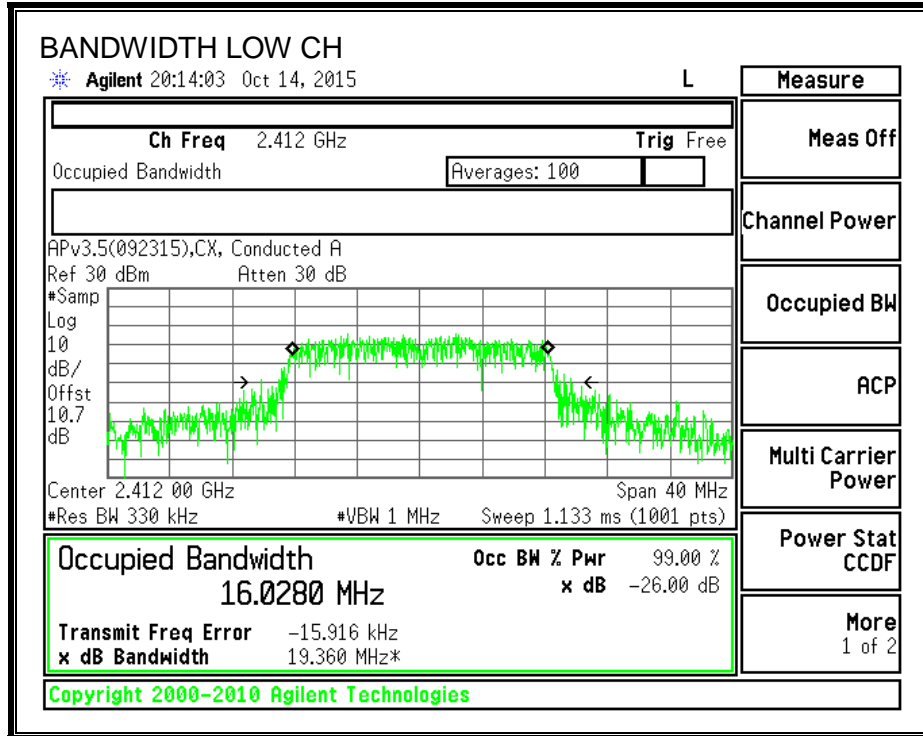 BANDWIDTH LOW CH
Agilent 20:14:03 Oct 14, 2015 L
Measure
Ch Freq 2.412 GHz Trig Free
Occupied Bandwidth Averages: 100
APv3.5(092315),CX, Conducted A
Ref 30 dBm Atten 30 dB
#Samp
Log
10
dB/
Offst
10.7
dB
Center 2.412 00 GHz Span 40 MHz
#Res BW 330 kHz #VBW 1 MHz Sweep 1.133 ms (1001 pts)
Occupied Bandwidth Occ BW % Pwr 99.00 %
16.0280 MHz x dB -26.00 dB
Transmit Freq Error -15.916 kHz
x dB Bandwidth 19.360 MHz*
Copyright 2000-2010 Agilent Technologies
Meas Off
Channel Power
Occupied BW
ACP
Multi Carrier
Power
Power Stat
CCDF
More
1 of 2